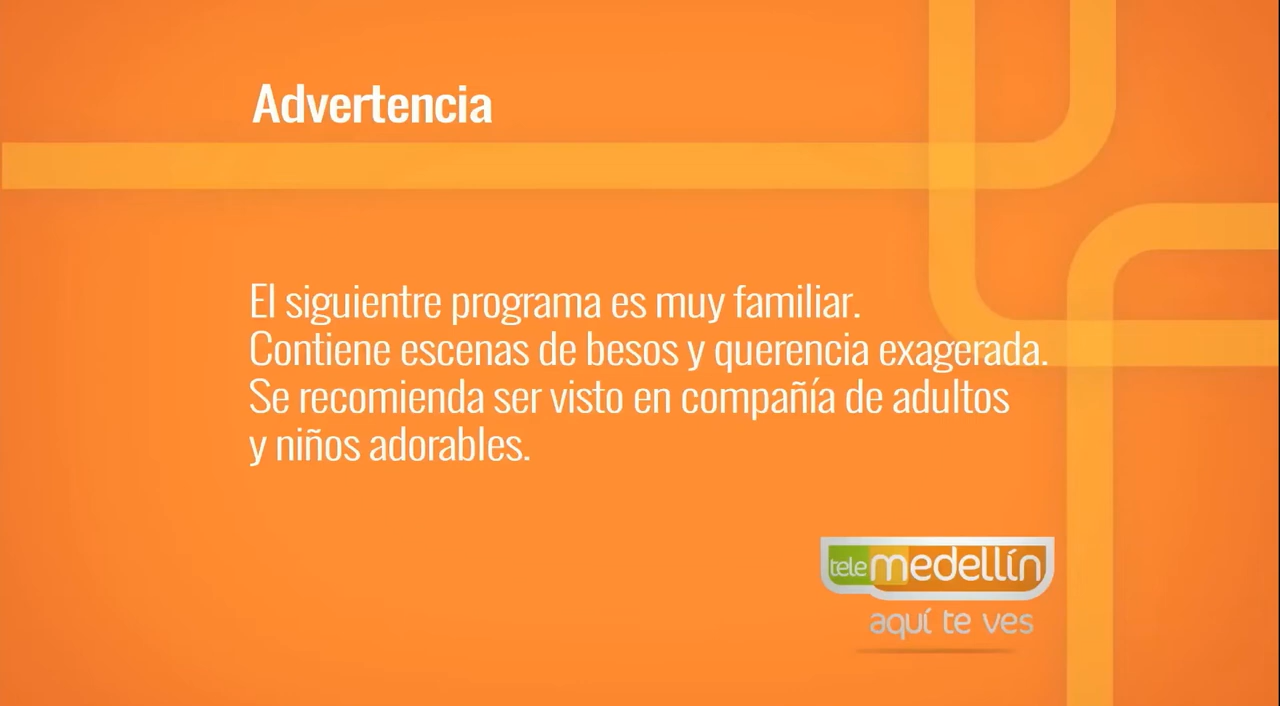 Advertencia
El siguientre programa es muy familiar.
Contiene escenas de besos y querencia exagerada.
Se recomienda ser visto en compañía de adultos
y niños adorables.
tele medellín
aquí te ves